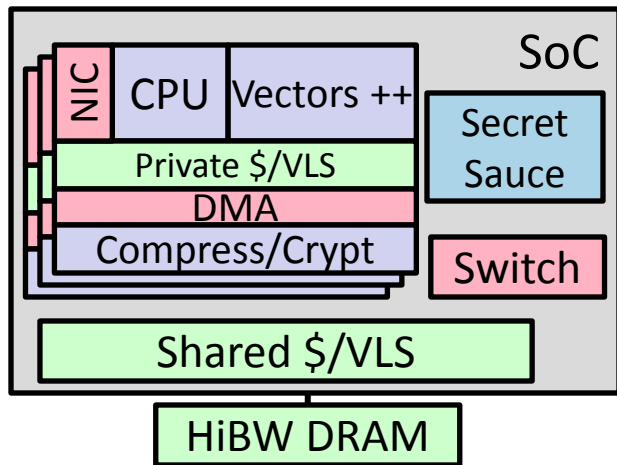 SoC
NIC
CPU
Vectors ++
Private $/VLS
DMA
Compress/Crypt
Secret
Sauce
Switch
Shared $/VLS
HiBW DRAM